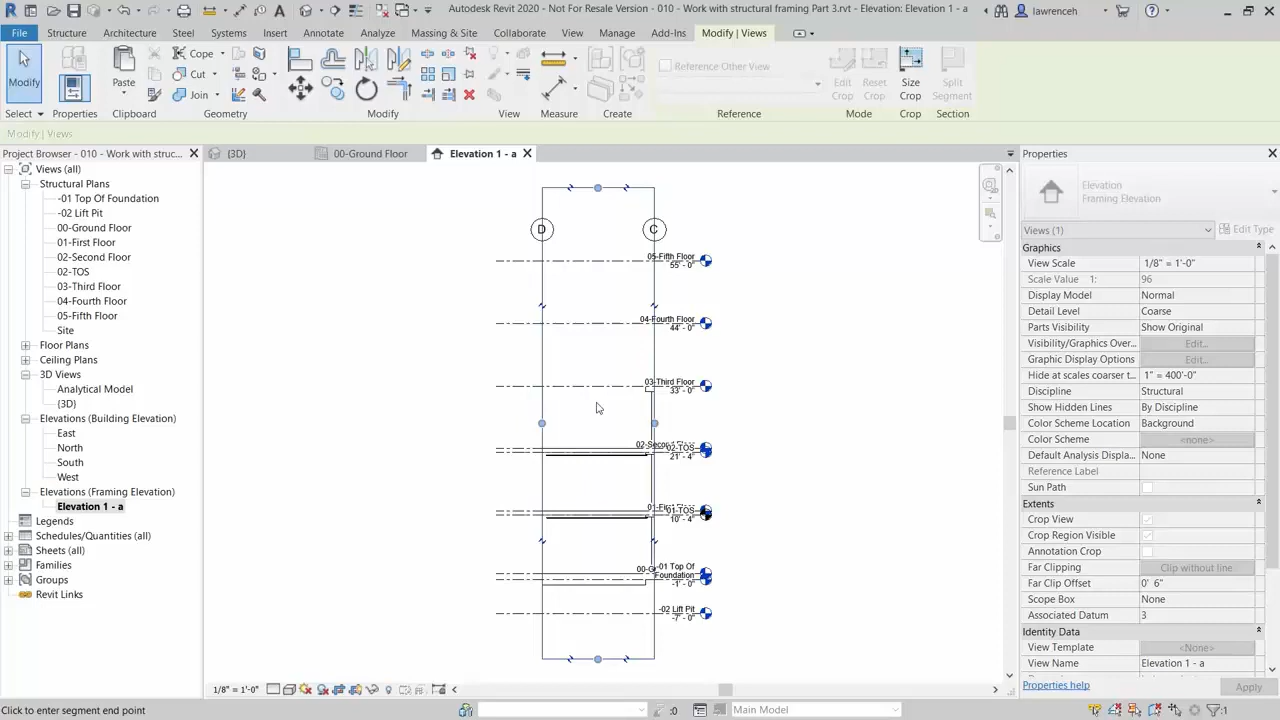 Autodesk Revit 2020 - Not For Resale Version - 010 - Work with structural framing Part 3.rvt - Elevation: Elevation 1 - a
lawrenceh
File Structure Architecture Steel Systems Insert Annotate Analyze Massing & Site Collaborate View Manage Add-Ins Modify | Views
Modify
Paste
Cope
Cut
Join
Reference Other View
Edit Crop
Reset Crop
Size Crop
Split Segment
Select Properties Clipboard Geometry Modify View Measure Create Reference Mode Crop Section
Modify | Views
Project Browser - 010 - Work with struc...
{3D}
00-Ground Floor
Elevation 1 - a
Views (all)
Structural Plans
-01 Top Of Foundation
-02 Lift Pit
00-Ground Floor
01-First Floor
02-Second Floor
02-TOS
03-Third Floor
04-Fourth Floor
05-Fifth Floor
Site
Floor Plans
Ceiling Plans
3D Views
Analytical Model
{3D}
Elevations (Building Elevation)
East
North
South
West
Elevations (Framing Elevation)
Elevation 1 - a
Legends
Schedules/Quantities (all)
Sheets (all)
Families
Groups
Revit Links
D
C
05-Fifth Floor
55' - 0"
04-Fourth Floor
44' - 0"
03-Third Floor
33' - 0"
02-TOS
21' - 4"
01-TOS
10' - 4"
-01 Top Of
Foundation
-1' - 0"
-02 Lift Pit
-7' - 0"
Properties
Elevation
Framing Elevation
Views (1)
Edit Type
Graphics
View Scale 1/8" = 1'-0"
Scale Value 1: 96
Display Model Normal
Detail Level Coarse
Parts Visibility Show Original
Visibility/Graphics Over... Edit...
Graphic Display Options Edit...
Hide at scales coarser t... 1" = 400'-0"
Discipline Structural
Show Hidden Lines By Discipline
Color Scheme Location Background
Color Scheme <none>
Default Analysis Displa... None
Reference Label
Sun Path
Extents
Crop View
Crop Region Visible
Annotation Crop
Far Clipping Clip without line
Far Clip Offset 0' 6"
Scope Box None
Associated Datum 3
Identity Data
View Template <None>
View Name Elevation 1 - a
Properties help
Apply
1/8" = 1'-0"
Click to enter segment end point
:0
Main Model
:1